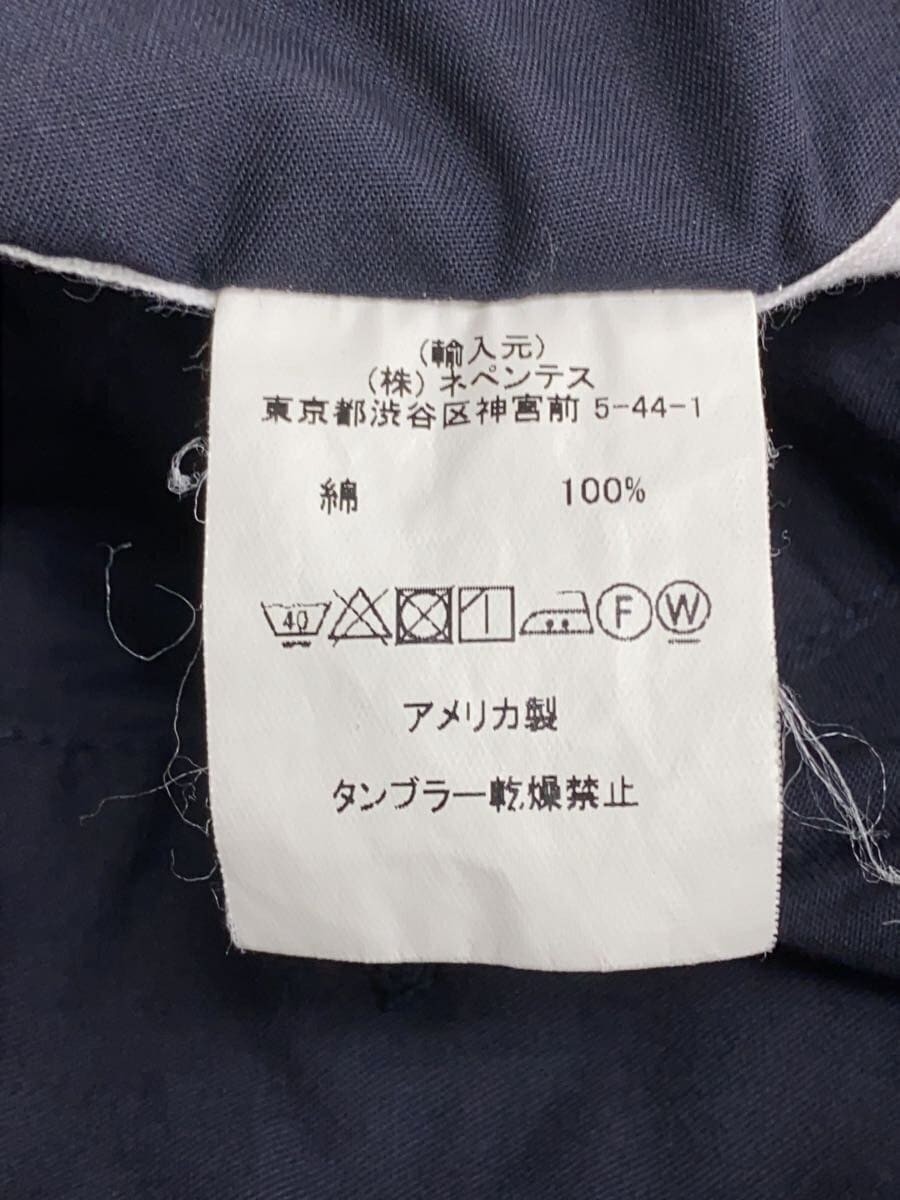 (輸入元)
(株) ネペンテス
東京都渋谷区神宮前 5-44-1
綿 100%
40 F W
アメリカ製
タンブラー乾燥禁止